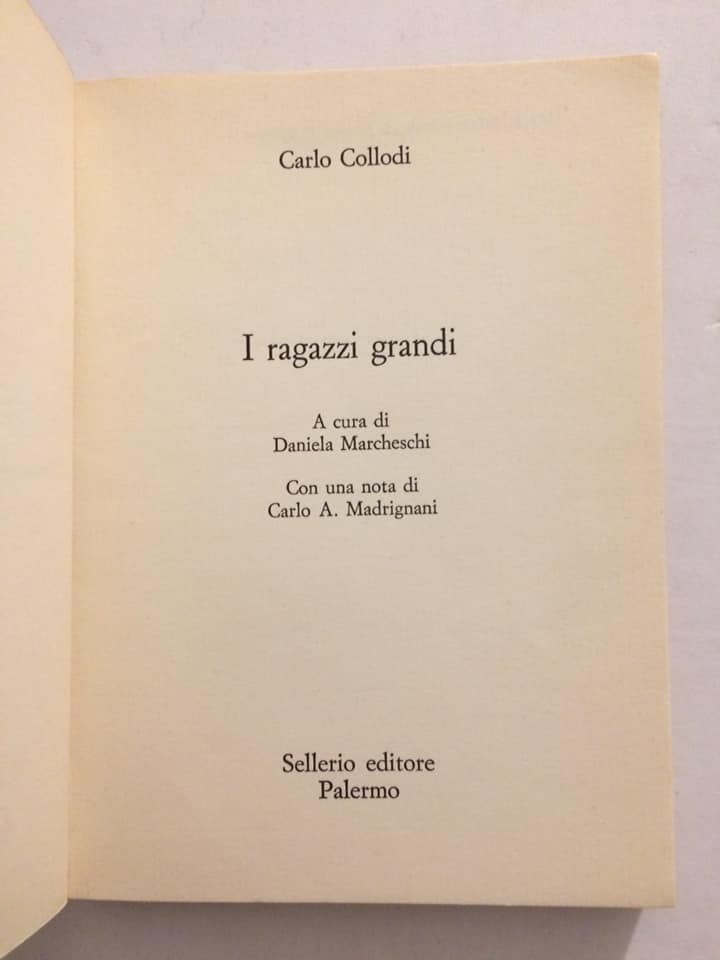 Carlo Collodi
I ragazzi grandi
A cura di
Daniela Marcheschi
Con una nota di
Carlo A. Madrignani
Sellerio editore
Palermo